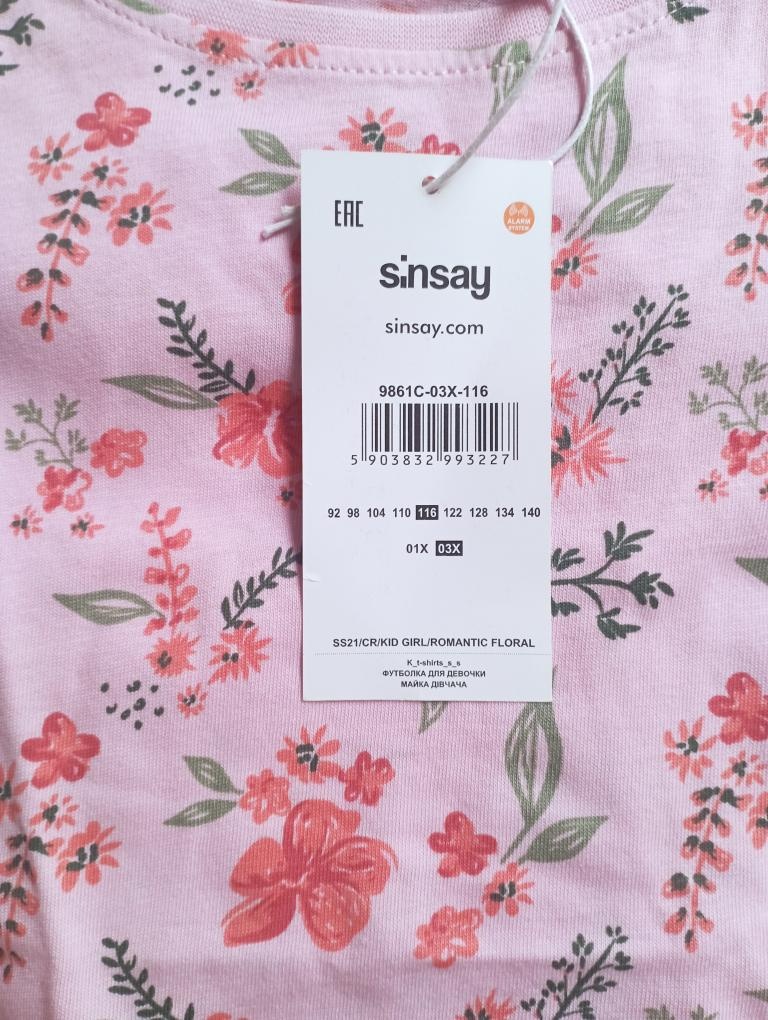 EAC
ALARM
SYSTEM
sinsay
sinsay.com
9861C-03X-116
5 903832 993227
92 98 104 110 116 122 128 134 140
01X 03X
SS21/CR/KID GIRL/ROMANTIC FLORAL
K_t-shirts_s_s
ФУТБОЛКА ДЛЯ ДЕВОЧКИ
МАЙКА ДІВЧАЧА